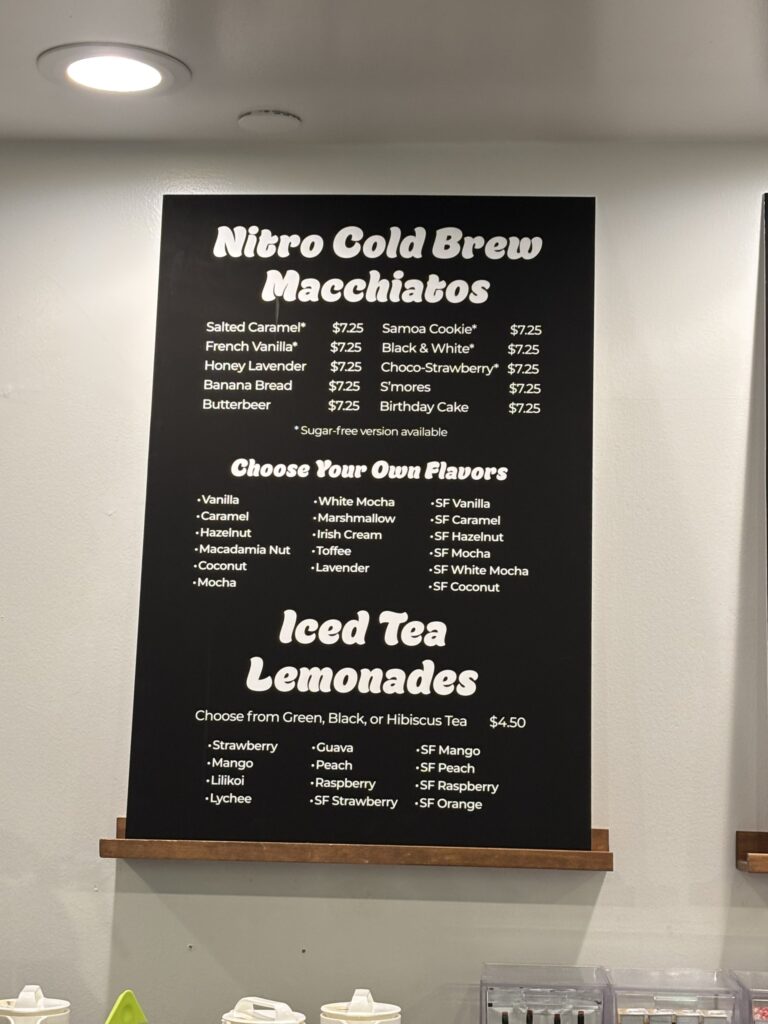 Nitro Cold Brew
Macchiatos
Salted Caramel* $7.25 Samoa Cookie* $7.25
French Vanilla* $7.25 Black & White* $7.25
Honey Lavender $7.25 Choco-Strawberry* $7.25
Banana Bread $7.25 S'mores $7.25
Butterbeer $7.25 Birthday Cake $7.25
* Sugar-free version available
Choose Your Own Flavors
•Vanilla •White Mocha •SF Vanilla
•Caramel •Marshmallow •SF Caramel
•Hazelnut •Irish Cream •SF Hazelnut
•Macadamia Nut •Toffee •SF Mocha
•Coconut •Lavender •SF White Mocha
•Mocha •SF Coconut
Iced Tea
Lemonades
Choose from Green, Black, or Hibiscus Tea $4.50
•Strawberry •Guava •SF Mango
•Mango •Peach •SF Peach
•Lilikoi •Raspberry •SF Raspberry
•Lychee •SF Strawberry •SF Orange